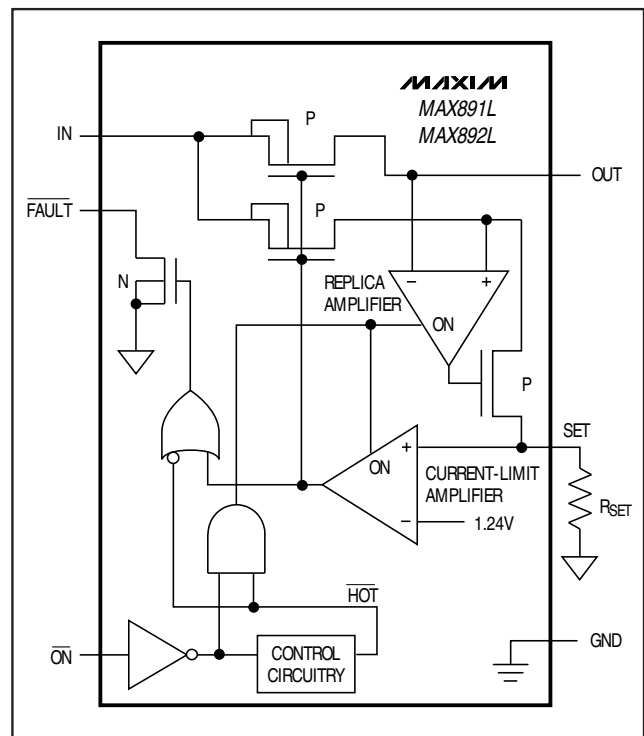 MAXIM
MAX891L
MAX892L
P
IN
OUT
FAULT
P
N
REPLICA
AMPLIFIER
−
+
ON
P
SET
+
ON
CURRENT-LIMIT
AMPLIFIER
−
1.24V
RSET
HOT
ON
CONTROL
CIRCUITRY
GND